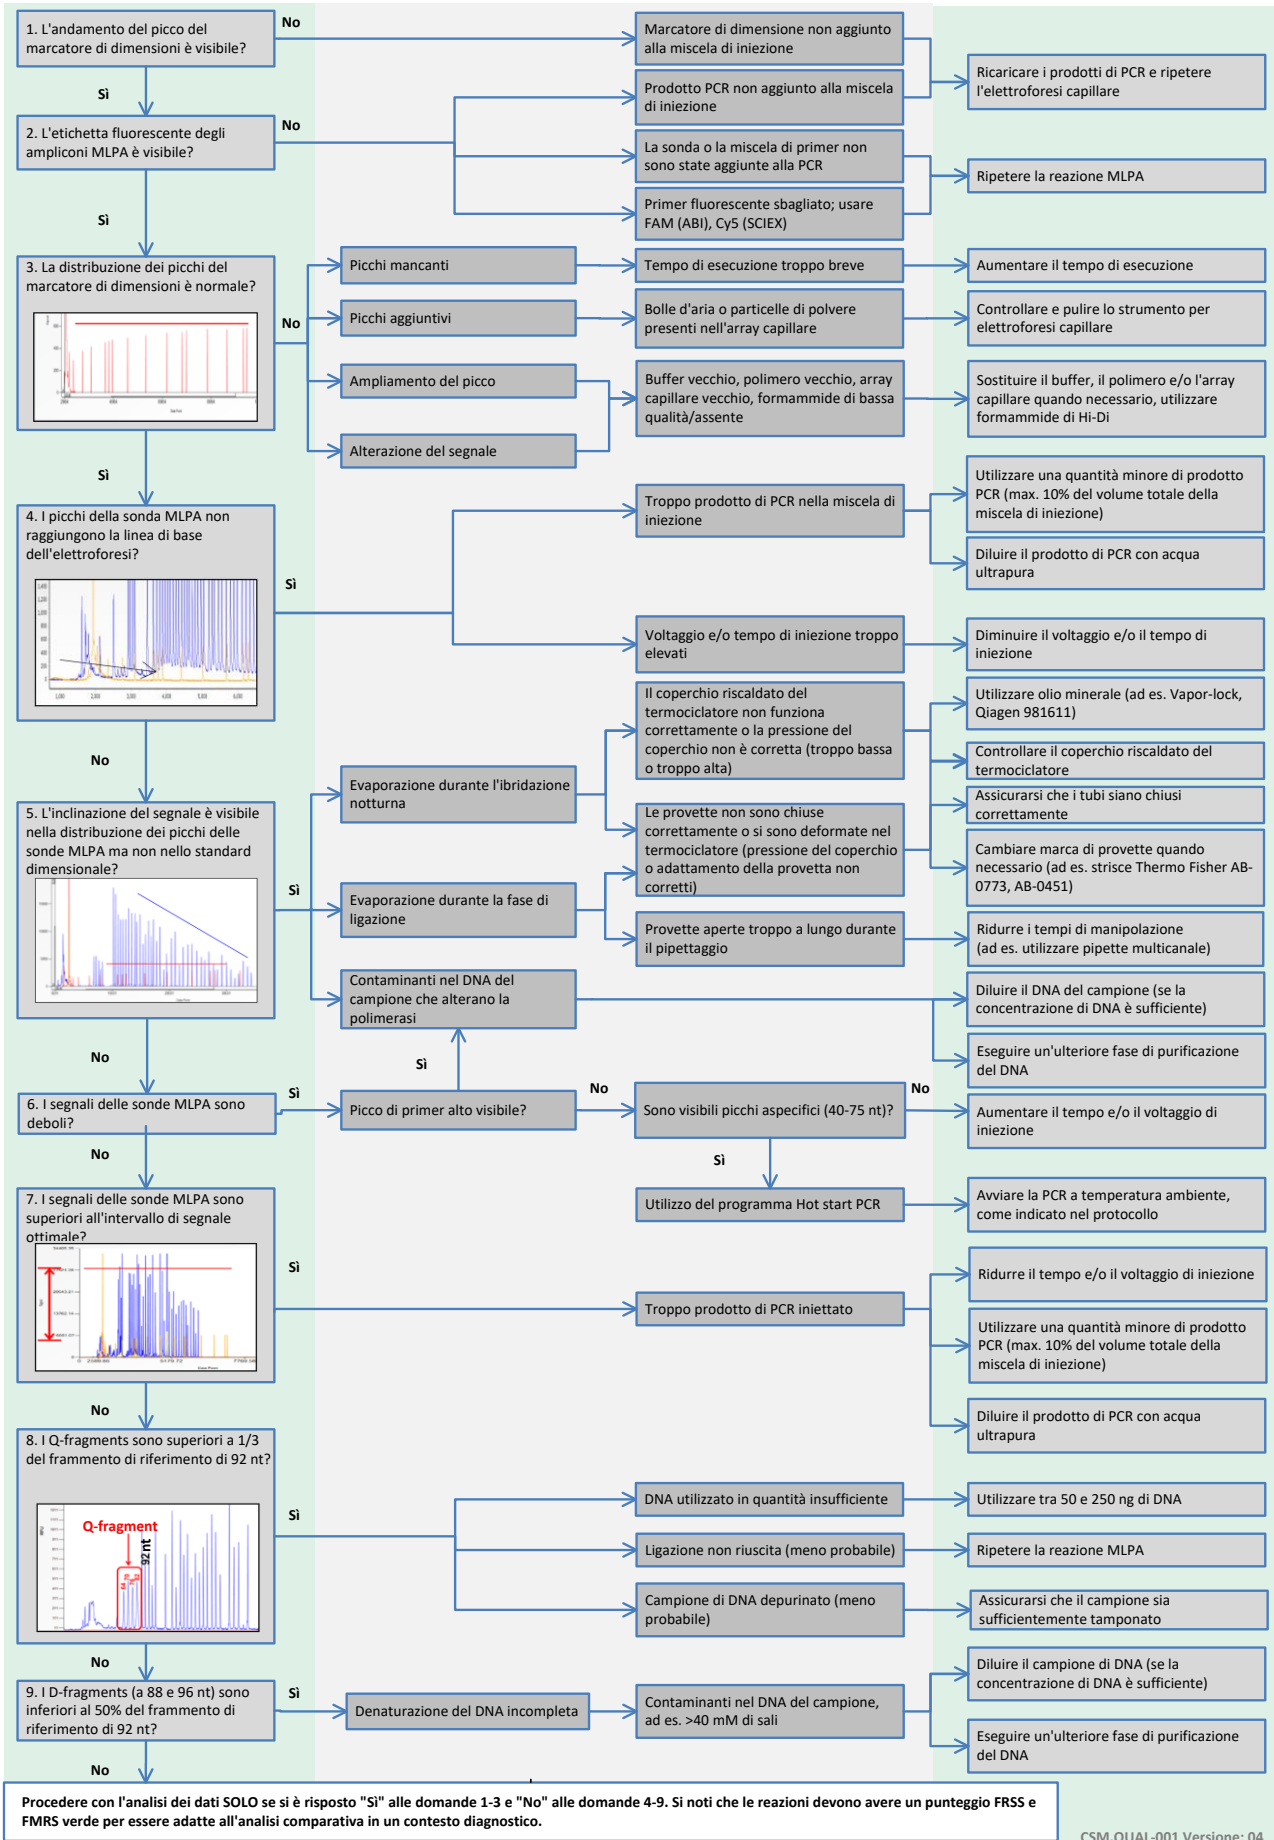 1. L'andamento del picco del
marcatore di dimensioni è visibile?
No
Marcatore di dimensione non aggiunto
alla miscela di iniezione
Ricaricare i prodotti di PCR e ripetere
l'elettroforesi capillare
Sì
Prodotto PCR non aggiunto alla miscela
di iniezione
2. L'etichetta fluorescente degli
ampliconi MLPA è visibile?
No
La sonda o la miscela di primer non
sono state aggiunte alla PCR
Ripetere la reazione MLPA
Primer fluorescente sbagliato; usare
FAM (ABI), Cy5 (SCIEX)
Sì
3. La distribuzione dei picchi del
marcatore di dimensioni è normale?
No
Picchi mancanti
Tempo di esecuzione troppo breve
Aumentare il tempo di esecuzione
Picchi aggiuntivi
Bolle d'aria o particelle di polvere
presenti nell'array capillare
Controllare e pulire lo strumento per
elettroforesi capillare
Ampliamento del picco
Buffer vecchio, polimero vecchio, array
capillare vecchio, formammide di bassa
qualità/assente
Sostituire il buffer, il polimero e/o l'array
capillare quando necessario, utilizzare
formammide di Hi-Di
Alterazione del segnale
Sì
4. I picchi della sonda MLPA non
raggiungono la linea di base
dell'elettroforesi?
Sì
Troppo prodotto di PCR nella miscela di
iniezione
Utilizzare una quantità minore di prodotto
PCR (max. 10% del volume totale della
miscela di iniezione)
Diluire il prodotto di PCR con acqua
ultrapura
Voltaggio e/o tempo di iniezione troppo
elevati
Diminuire il voltaggio e/o il tempo di
iniezione
No
Il coperchio riscaldato del
termociclatore non funziona
correttamente o la pressione del
coperchio non è corretta (troppo bassa
o troppo alta)
Utilizzare olio minerale (ad es. Vapor-lock,
Qiagen 981611)
Controllare il coperchio riscaldato del
termociclatore
Evaporazione durante l'ibridazione
notturna
5. L'inclinazione del segnale è visibile
nella distribuzione dei picchi delle
sonde MLPA ma non nello standard
dimensionale?
Sì
Le provette non sono chiuse
correttamente o si sono deformate nel
termociclatore (pressione del coperchio
o adattamento della provetta non
corretti)
Assicurarsi che i tubi siano chiusi
correttamente
Cambiare marca di provette quando
necessario (ad es. strisce Thermo Fisher AB-
0773, AB-0451)
Evaporazione durante la fase di
ligazione
Provette aperte troppo a lungo durante
il pipettaggio
Ridurre i tempi di manipolazione
(ad es. utilizzare pipette multicanale)
Contaminanti nel DNA del
campione che alterano la
polimerasi
Diluire il DNA del campione (se la
concentrazione di DNA è sufficiente)
Eseguire un'ulteriore fase di purificazione
del DNA
No
Sì
6. I segnali delle sonde MLPA sono
deboli?
Sì
Picco di primer alto visibile?
No
Sono visibili picchi aspecifici (40-75 nt)?
No
Aumentare il tempo e/o il voltaggio di
iniezione
No
Sì
Utilizzo del programma Hot start PCR
Avviare la PCR a temperatura ambiente,
come indicato nel protocollo
7. I segnali delle sonde MLPA sono
superiori all'intervallo di segnale
ottimale?
Sì
Troppo prodotto di PCR iniettato
Ridurre il tempo e/o il voltaggio di iniezione
Utilizzare una quantità minore di prodotto
PCR (max. 10% del volume totale della
miscela di iniezione)
Diluire il prodotto di PCR con acqua
ultrapura
No
8. I Q-fragments sono superiori a 1/3
del frammento di riferimento di 92 nt?
Q-fragment
92 nt
64
70
76
82
Sì
DNA utilizzato in quantità insufficiente
Utilizzare tra 50 e 250 ng di DNA
Ligazione non riuscita (meno probabile)
Ripetere la reazione MLPA
Campione di DNA depurinato (meno
probabile)
Assicurarsi che il campione sia
sufficientemente tamponato
No
9. I D-fragments (a 88 e 96 nt) sono
inferiori al 50% del frammento di
riferimento di 92 nt?
Sì
Denaturazione del DNA incompleta
Contaminanti nel DNA del campione,
ad es. >40 mM di sali
Diluire il campione di DNA (se la
concentrazione di DNA è sufficiente)
Eseguire un'ulteriore fase di purificazione
del DNA
No
Procedere con l'analisi dei dati SOLO se si è risposto "Sì" alle domande 1-3 e "No" alle domande 4-9. Si noti che le reazioni devono avere un punteggio FRSS e
FMRS verde per essere adatte all'analisi comparativa in un contesto diagnostico.
CSM.QUAL-001 Versione: 04